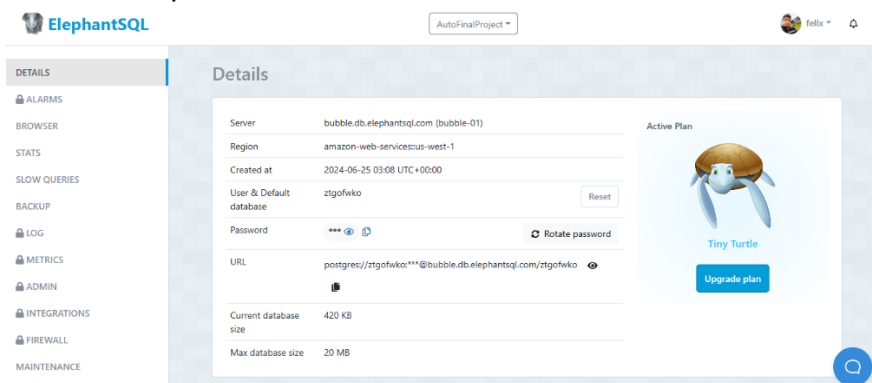 ElephantSQL
AutoFinalProject
felix
DETAILS
ALARMS
BROWSER
STATS
SLOW QUERIES
BACKUP
LOG
METRICS
ADMIN
INTEGRATIONS
FIREWALL
MAINTENANCE
Details
Server bubble.db.elephantsql.com (bubble-01)
Region amazon-web-services::us-west-1
Created at 2024-06-25 03:08 UTC+00:00
User & Default
database
ztgofwko
Reset
Password *** Rotate password
URL postgres://ztgofwko:***@bubble.db.elephantsql.com/ztgofwko
Current database
size
420 KB
Max database size 20 MB
Active Plan
Tiny Turtle
Upgrade plan